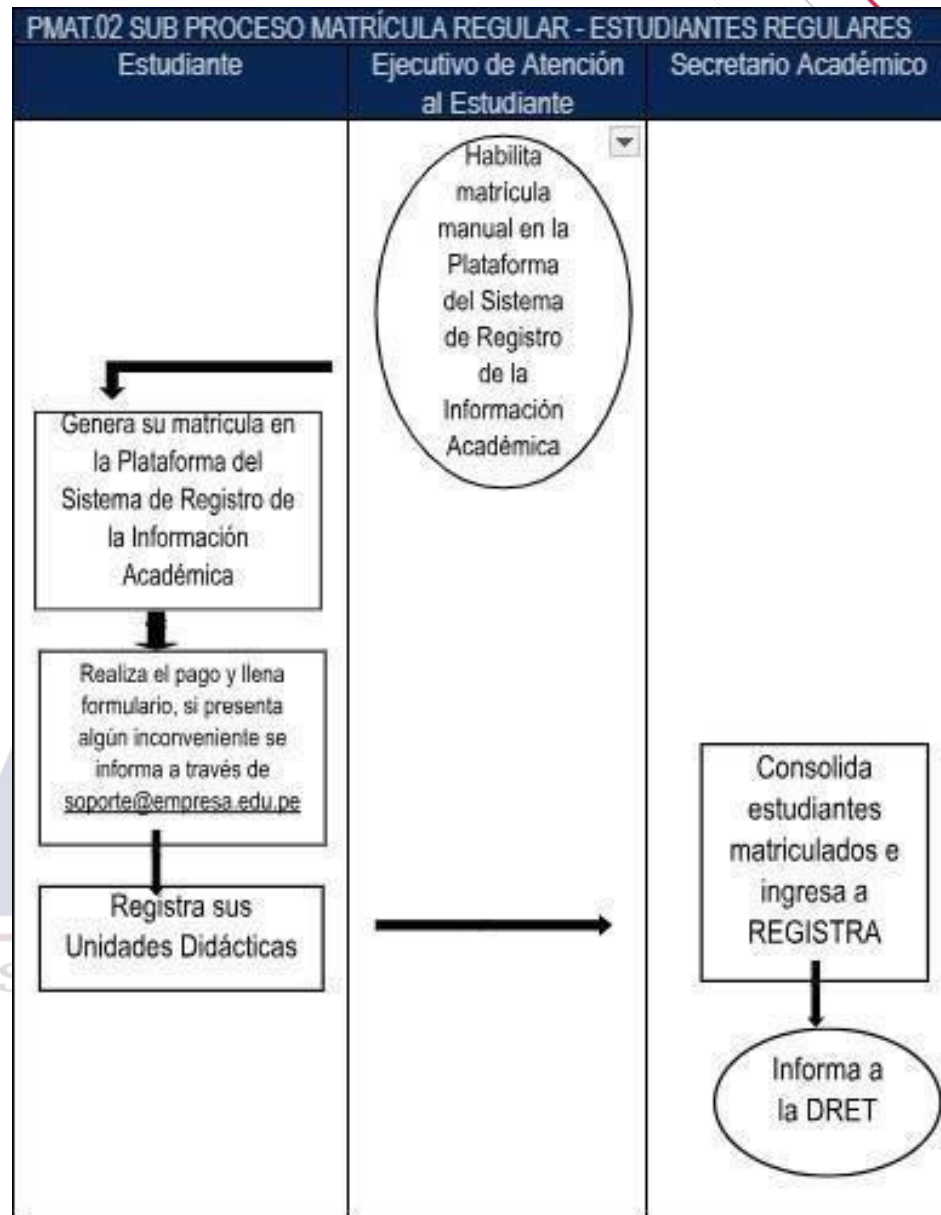 PMAT.02 SUB PROCESO MATRÍCULA REGULAR - ESTUDIANTES REGULARES
Estudiante
Ejecutivo de Atención
al Estudiante
Secretario Académico
Habilita
matricula
manual en la
Plataforma
del Sistema
de Registro
de la
Información
Académica
Genera su matricula en
la Plataforma del
Sistema de Registro de
la Información
Académica
Realiza el pago y llena
formulario, si presenta
algún inconveniente se
informa a través de
soporte@empresa.edu.pe
Registra sus
Unidades Didácticas
Consolida
estudiantes
matriculados e
ingresa a
REGISTRA
Informa a
la DRET
S